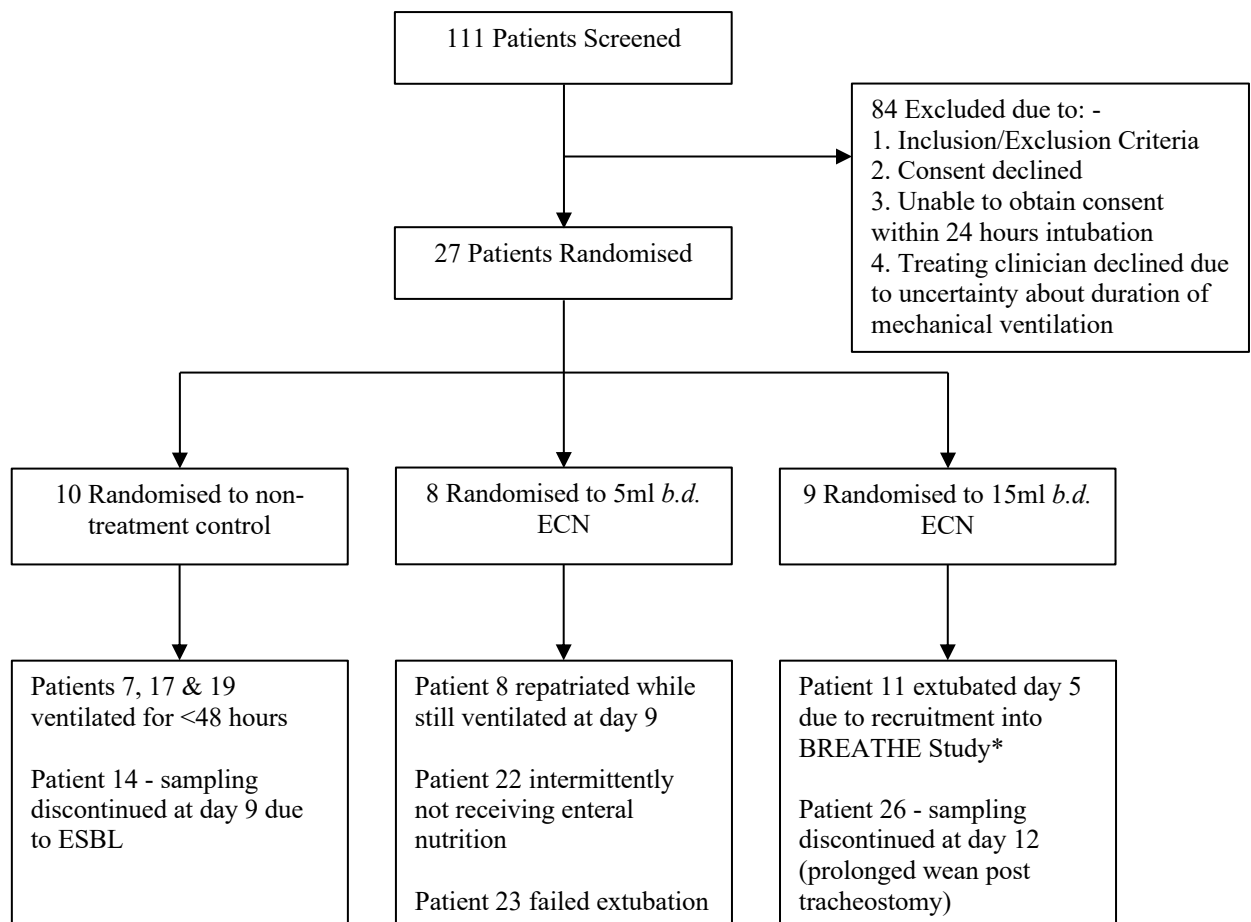 111 Patients Screened
84 Excluded due to: -
1. Inclusion/Exclusion Criteria
2. Consent declined
3. Unable to obtain consent
within 24 hours intubation
4. Treating clinician declined due
to uncertainty about duration of
mechanical ventilation
27 Patients Randomised
10 Randomised to non-
treatment control
8 Randomised to 5ml b.d.
ECN
9 Randomised to 15ml b.d.
ECN
Patients 7, 17 & 19
ventilated for <48 hours
Patient 14 - sampling
discontinued at day 9 due
to ESBL
Patient 8 repatriated while
still ventilated at day 9
Patient 22 intermittently
not receiving enteral
nutrition
Patient 23 failed extubation
Patient 11 extubated day 5
due to recruitment into
BREATHE Study*
Patient 26 - sampling
discontinued at day 12
(prolonged wean post
tracheostomy)